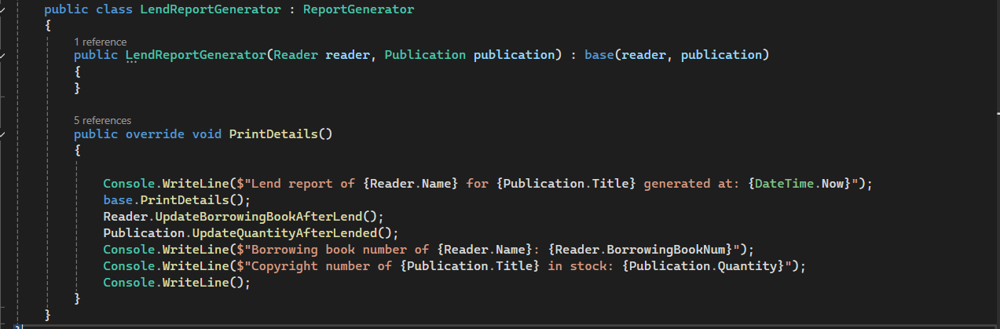 public class LendReportGenerator : ReportGenerator
{
1 reference
public LendReportGenerator(Reader reader, Publication publication) : base(reader, publication)
{
}
5 references
public override void PrintDetails()
{
Console.WriteLine($"Lend report of {Reader.Name} for {Publication.Title} generated at: {DateTime.Now}");
base.PrintDetails();
Reader.UpdateBorrowingBookAfterLend();
Publication.UpdateQuantityAfterLended();
Console.WriteLine($"Borrowing book number of {Reader.Name}: {Reader.BorrowingBookNum}");
Console.WriteLine($"Copyright number of {Publication.Title} in stock: {Publication.Quantity}");
Console.WriteLine();
}
}
}